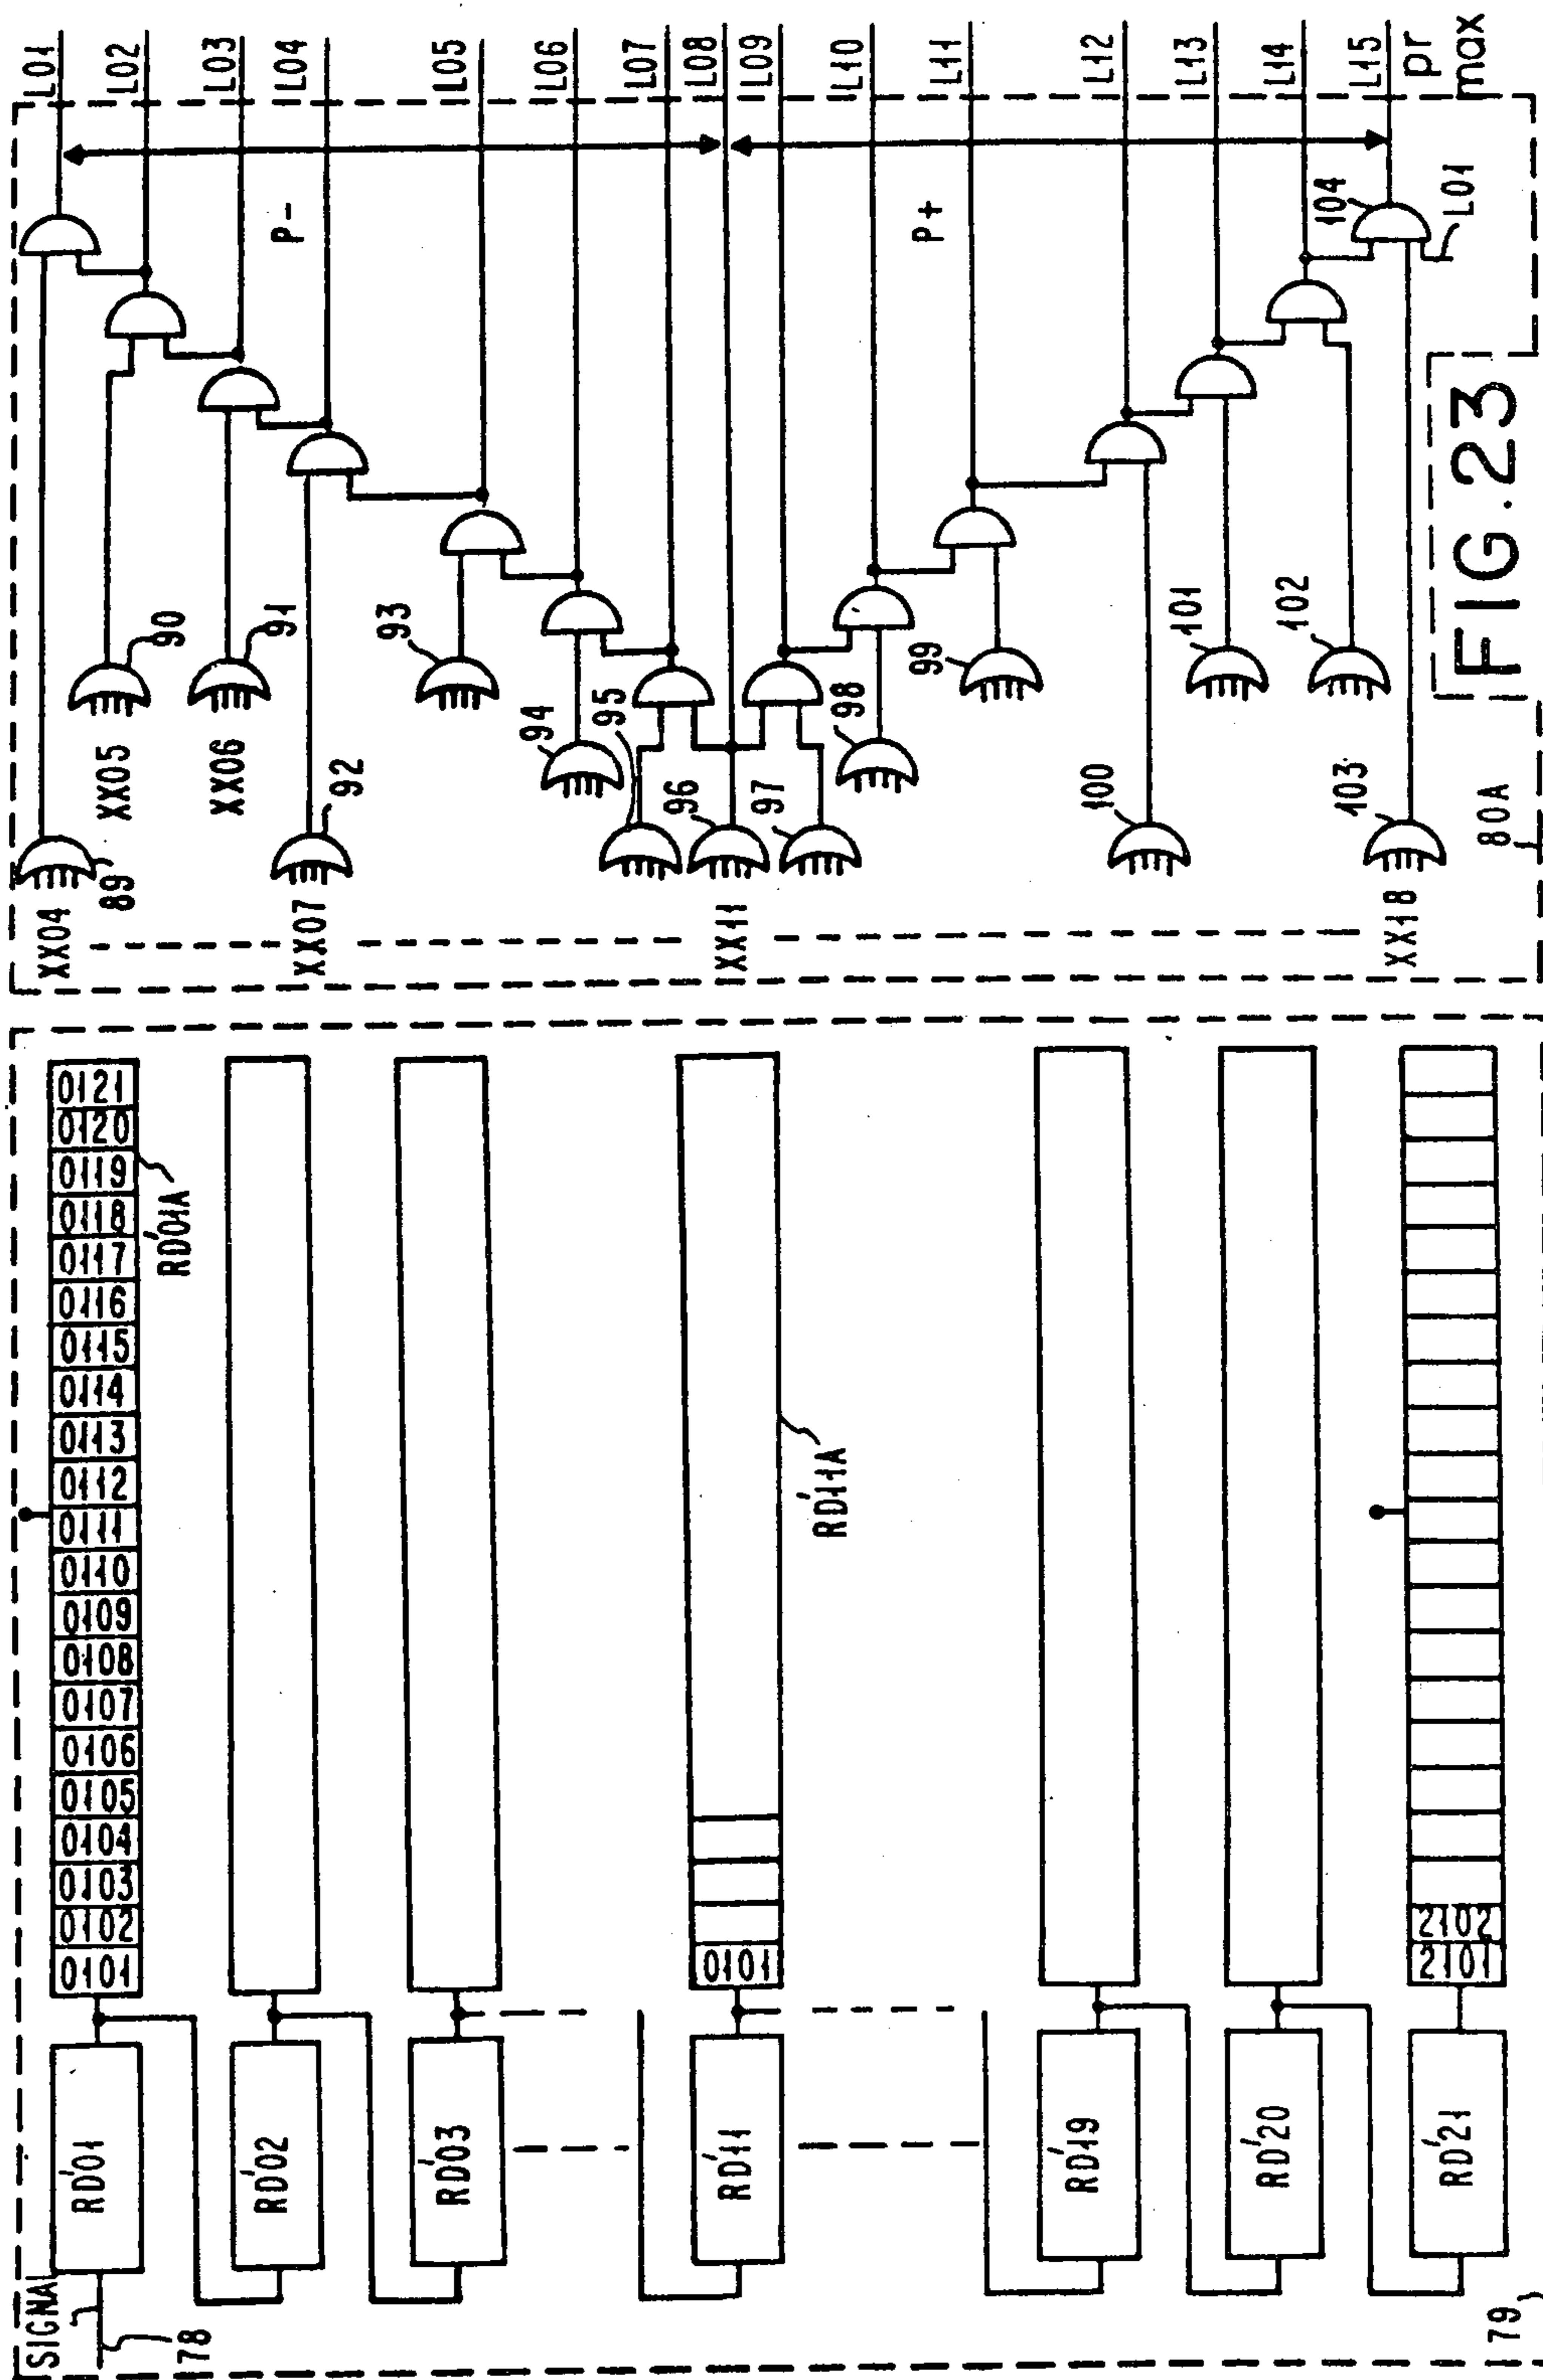 SIGNAL
78
79
RD'01
RD'02
RD'03
RD'11
RD'19
RD'20
RD'21
0101 0102 0103 0104 0105 0106 0107 0108 0109 0110 0111 0112 0113 0114 0115 0116 0117 0118 0119 0120 0121
RD'01A
0101
RD'11A
2101 2102
XX04
XX05
XX06
XX07
XX11
XX18
89
90
91
92
93
94
95
96
97
98
99
100
101
102
103
104
L01
80A
P-
P+
L01
L02
L03
L04
L05
L06
L07
L08
L09
L10
L11
L12
L13
L14
L15
pr
max
FIG.23